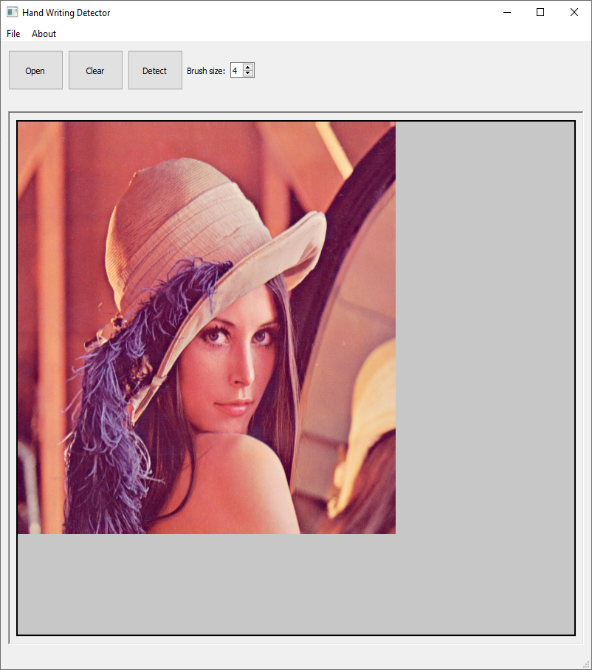 Hand Writing Detector
File About
Open Clear Detect Brush size: 4